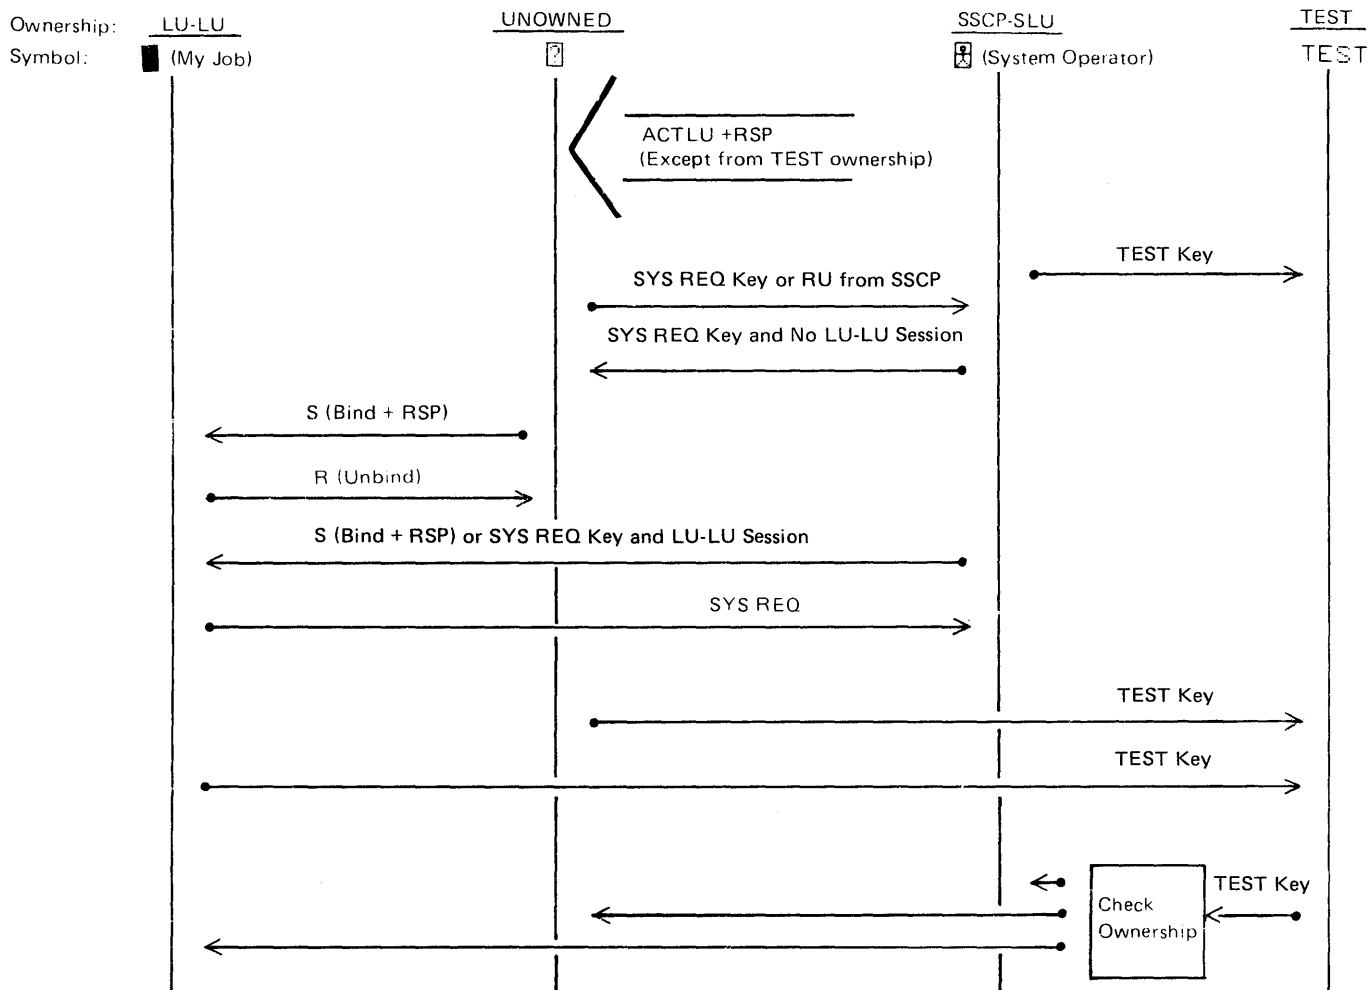 Ownership: LU-LU UNOWNED SSCP-SLU TEST
Symbol: (My Job) ? (System Operator) TEST
ACTLU +RSP
(Except from TEST ownership)
TEST Key
SYS REQ Key or RU from SSCP
SYS REQ Key and No LU-LU Session
S (Bind + RSP)
R (Unbind)
S (Bind + RSP) or SYS REQ Key and LU-LU Session
SYS REQ
TEST Key
TEST Key
TEST Key
Check
Ownership